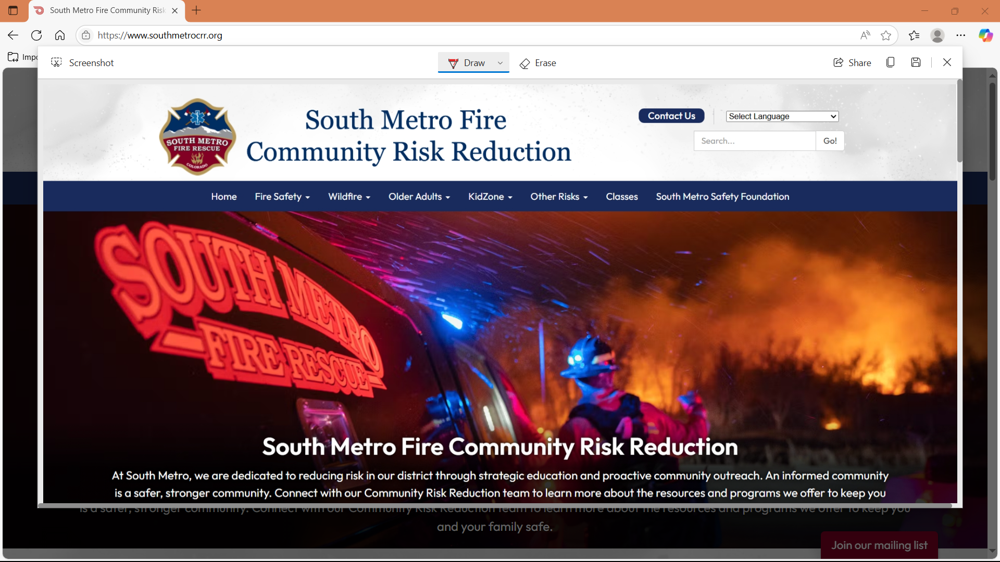 South Metro Fire Community Risk
https://www.southmetrocrr.org
Screenshot
Draw
Erase
Share
SOUTH METRO
FIRE RESCUE
COLORADO
South Metro Fire
Community Risk Reduction
Contact Us
Select Language
Search...
Go!
Home
Fire Safety
Wildfire
Older Adults
KidZone
Other Risks
Classes
South Metro Safety Foundation
SOUTH METRO
FIRE RESCUE
South Metro Fire Community Risk Reduction
At South Metro, we are dedicated to reducing risk in our district through strategic education and proactive community outreach. An informed community
is a safer, stronger community. Connect with our Community Risk Reduction team to learn more about the resources and programs we offer to keep you
is a safer, stronger community. Connect with our Community Risk Reduction team to learn more about the resources and programs we offer to keep you
and your family safe.
Join our mailing list